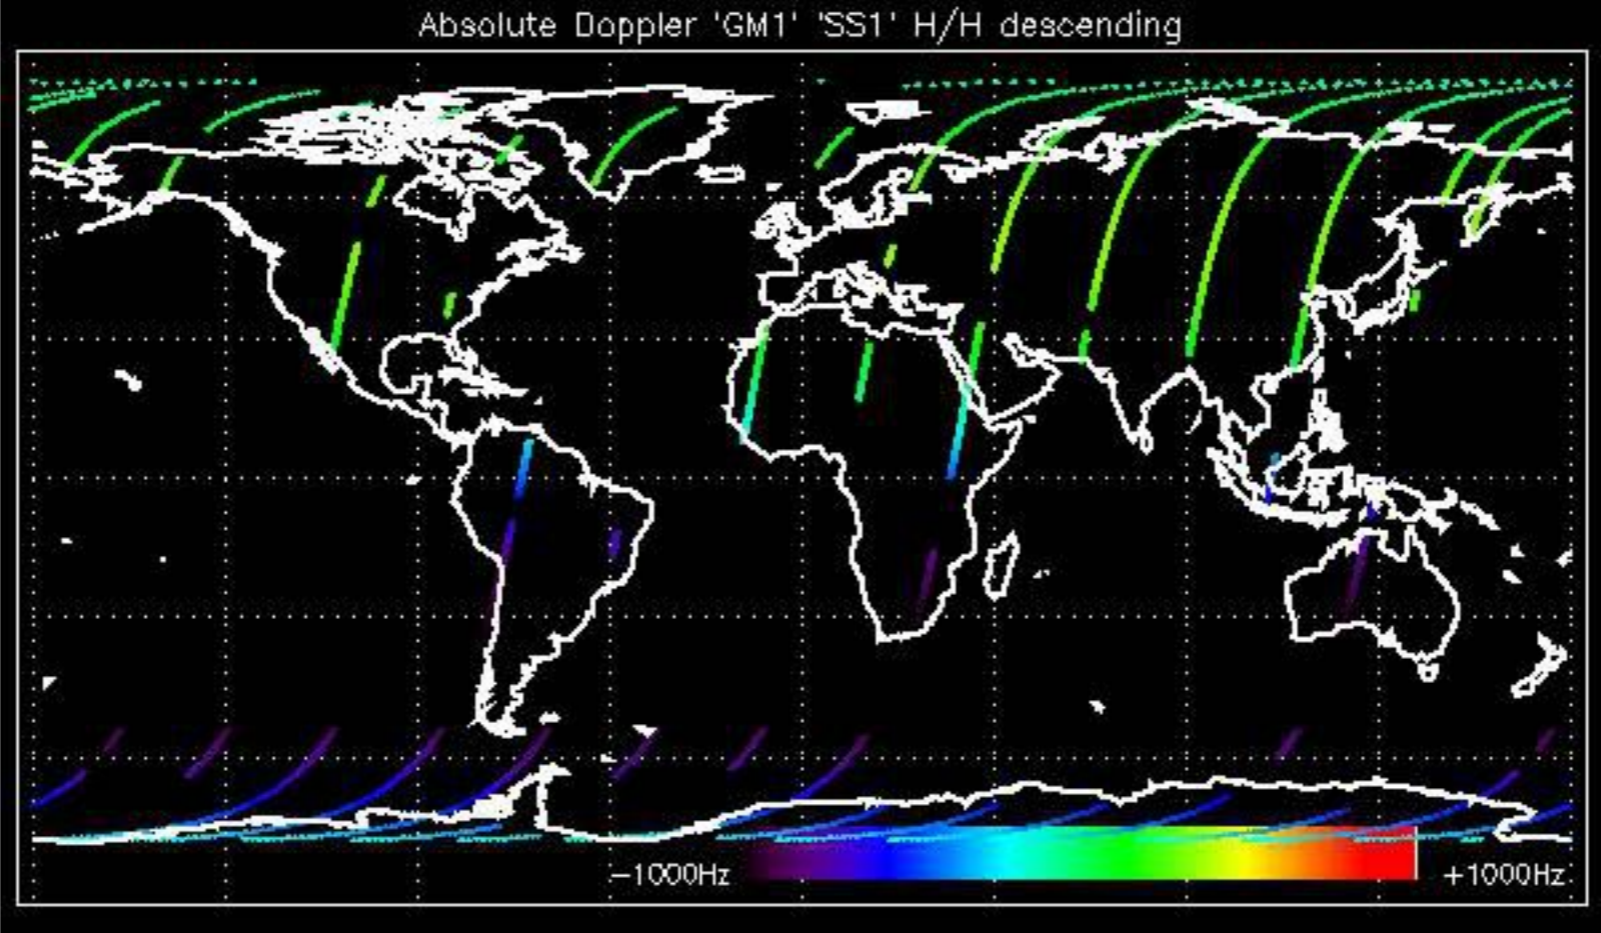 Absolute Doppler 'GM1' 'SS1' H/H descending
−1000Hz +1000Hz